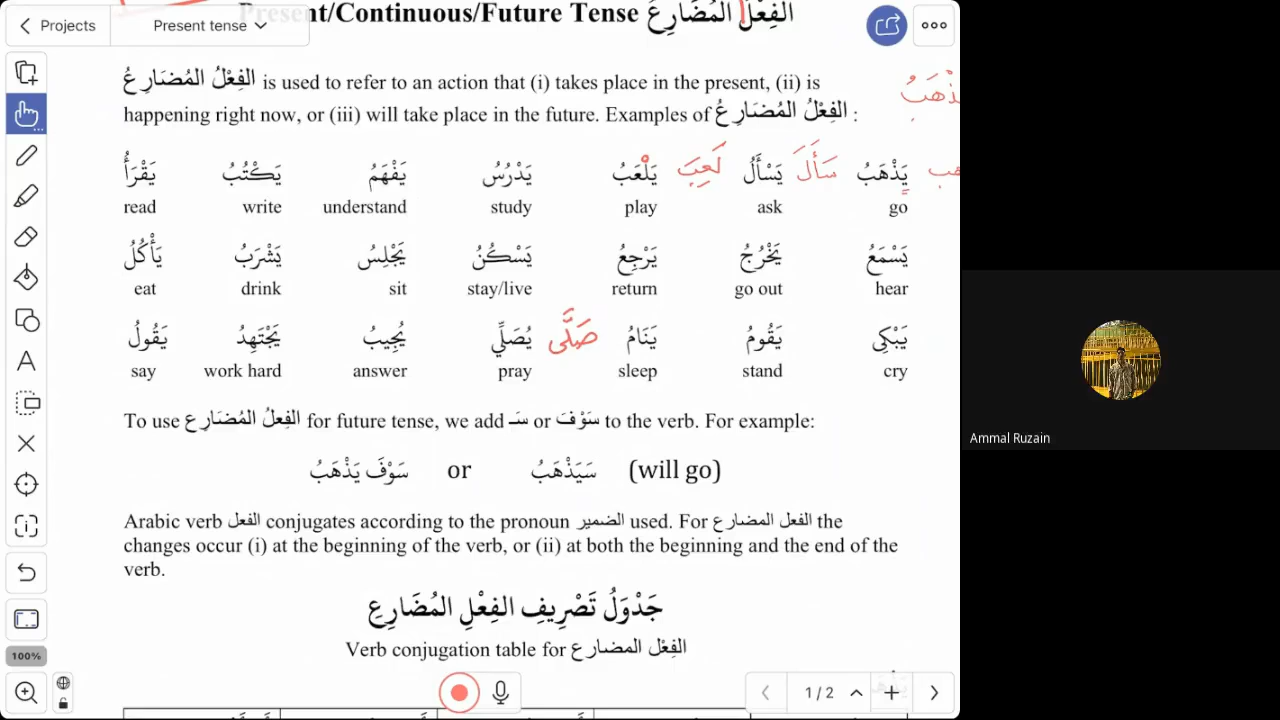 Present/Continuous/Future Tense الفِعْلُ المُضَارِعُ
Projects
Present tense
الفِعْلُ المُضَارِعُ is used to refer to an action that (i) takes place in the present, (ii) is
happening right now, or (iii) will take place in the future. Examples of الفِعْلُ المُضَارِعُ :
يَذْهَبُ سَأَلَ يَسْأَلُ لَعِبَ يَلْعَبُ يَدْرُسُ يَفْهَمُ يَكْتُبُ يَقْرَأُ
read write understand study play ask go
يَسْمَعُ يَخْرُجُ يَرْجِعُ يَسْكُنُ يَجْلِسُ يَشْرَبُ يَأْكُلُ
eat drink sit stay/live return go out hear
يَبْكِى يَقُومُ يَنَامُ صَلَّى يُصَلِّي يُجِيبُ يَجْتَهِدُ يَقُولُ
say work hard answer pray sleep stand cry
To use الفِعلُ المُضَارِع for future tense, we add سَـ or سَوْفَ to the verb. For example:
سَوْفَ يَذْهَبُ or سَيَذْهَبُ (will go)
Arabic verb الفعل conjugates according to the pronoun الضمير used. For الفعل المضارع the
changes occur (i) at the beginning of the verb, or (ii) at both the beginning and the end of the
verb.
جَدْوَلُ تَصْرِيفِ الفِعْلِ المُضَارِعِ
Verb conjugation table for الفِعْل المضارع
100%
1 / 2
Ammal Ruzain